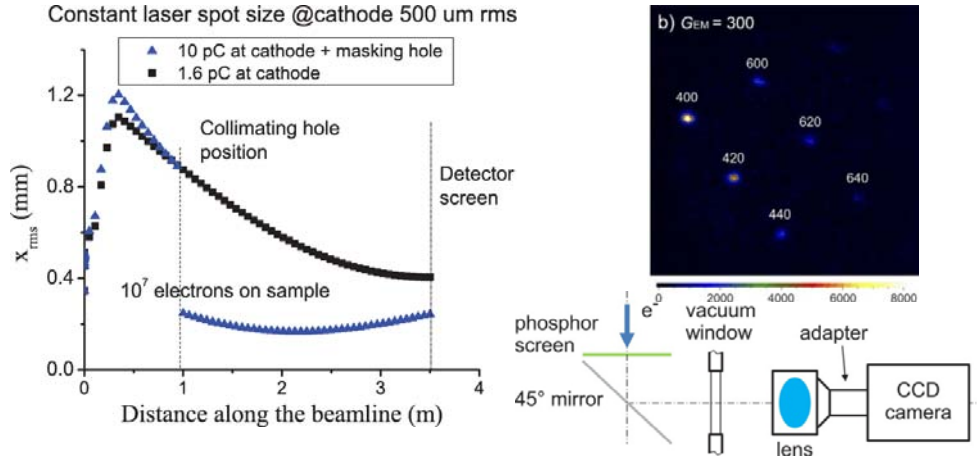 Constant laser spot size @cathode 500 um rms
10 pC at cathode + masking hole
1.6 pC at cathode
1.2
0.8
0.4
0.0
x_rms (mm)
Collimating hole
position
Detector
screen
10^7 electrons on sample
0
1
2
3
4
Distance along the beamline (m)
b) G_EM = 300
600
400
620
420
640
440
0
2000
4000
6000
8000
e-
vacuum
window
phosphor
screen
adapter
45° mirror
CCD
camera
lens